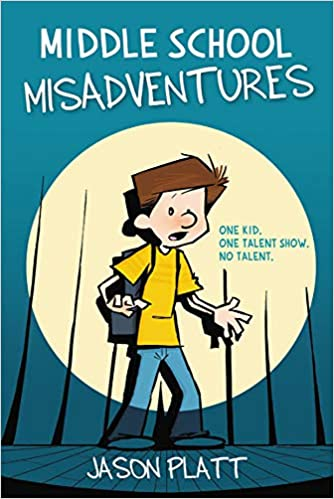 MIDDLE SCHOOL
MISADVENTURES
ONE KID.
ONE TALENT SHOW.
NO TALENT.
JASON PLATT